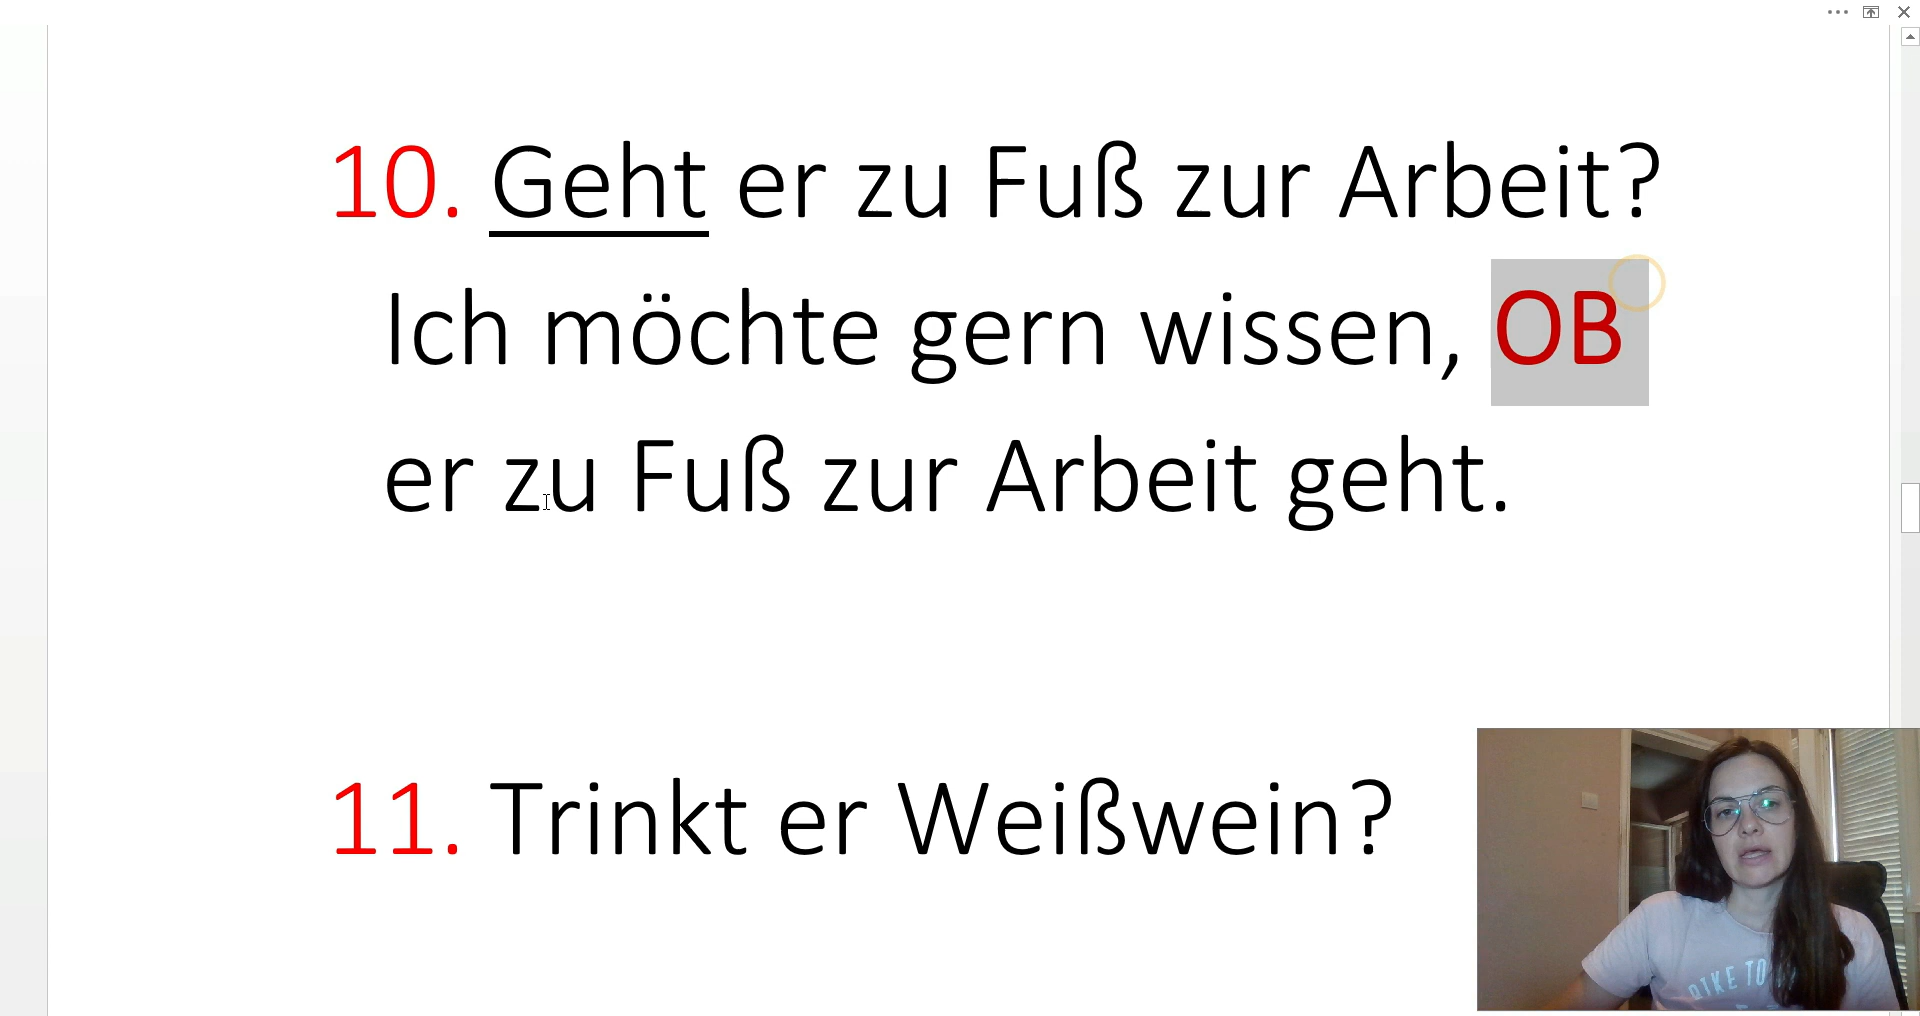 10. Geht er zu Fuß zur Arbeit?
Ich möchte gern wissen, OB
er zu Fuß zur Arbeit geht.
11. Trinkt er Weißwein?